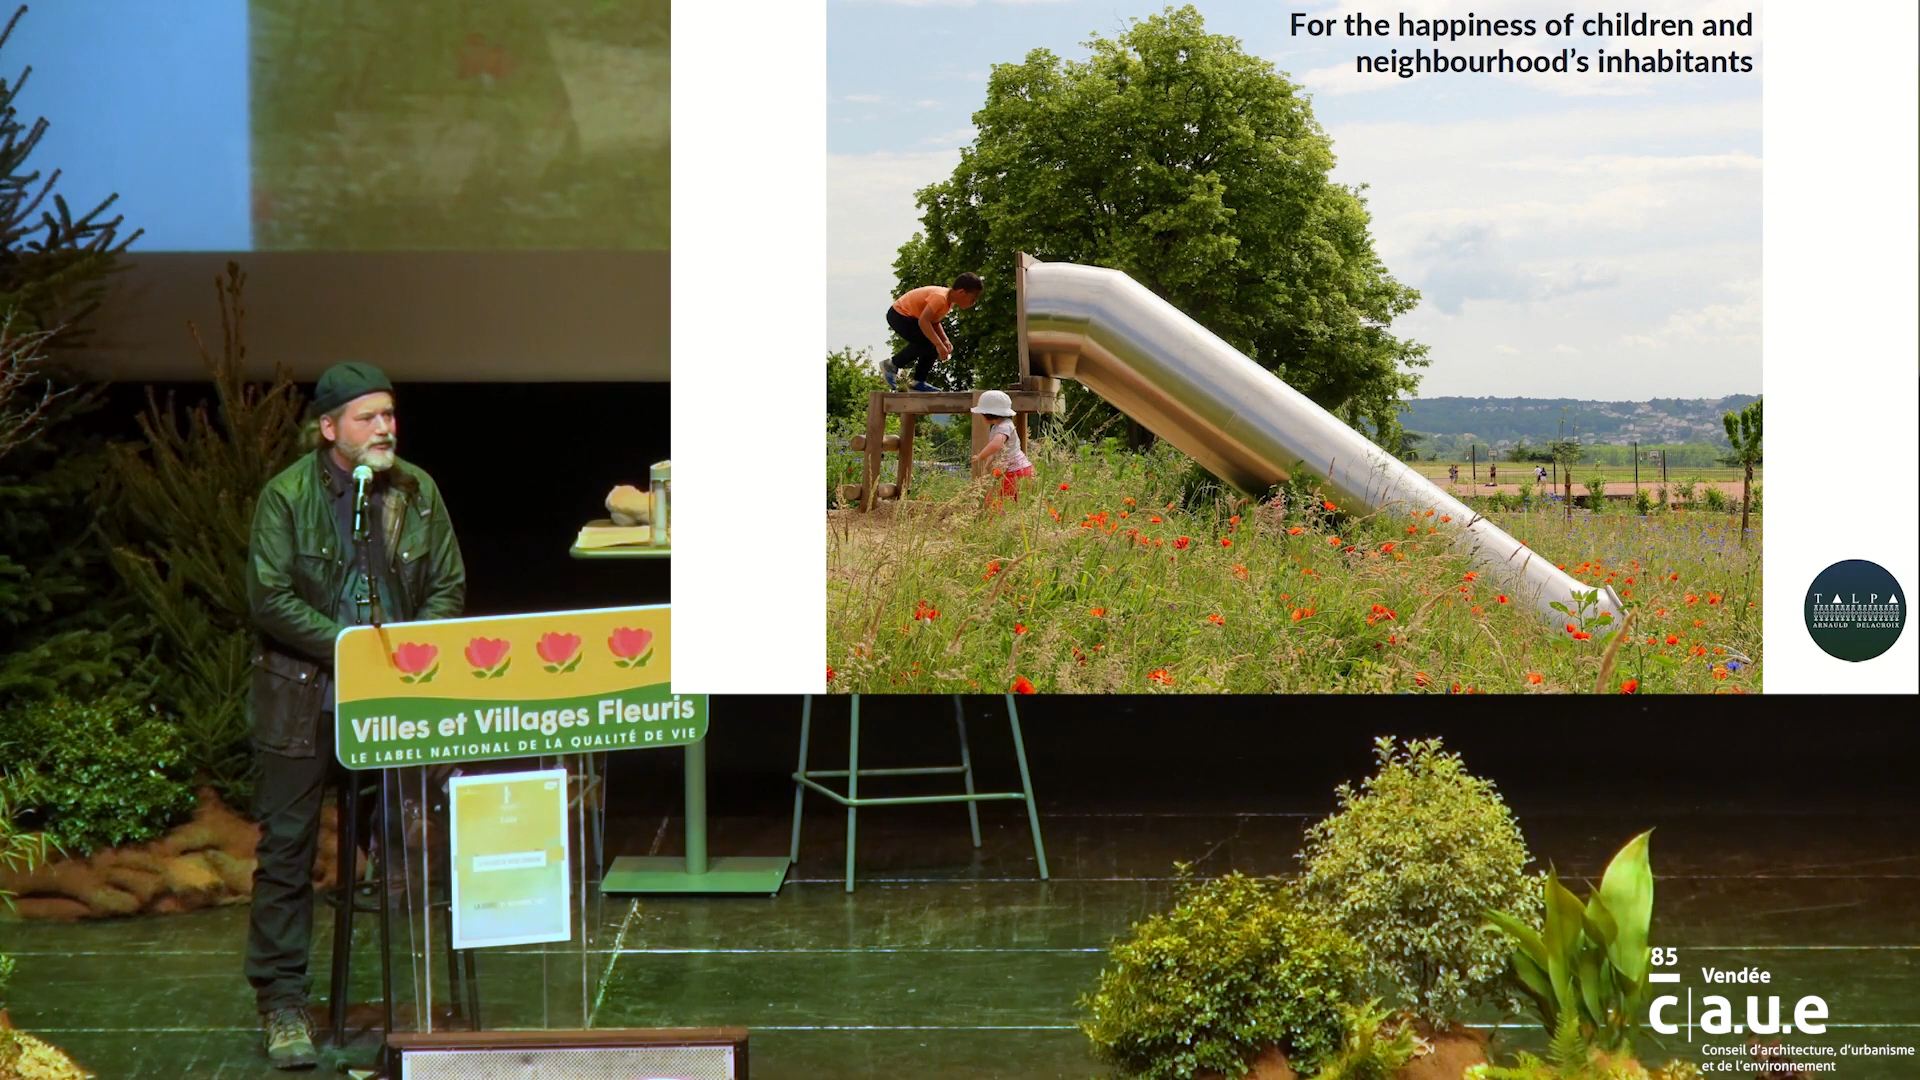 For the happiness of children and
neighbourhood’s inhabitants
TALPA
ARNAULD DELACROIX
Villes et Villages Fleuris
LE LABEL NATIONAL DE LA QUALITÉ DE VIE
85
Vendée
c|a.u.e
Conseil d'architecture, d'urbanisme
et de l'environnement